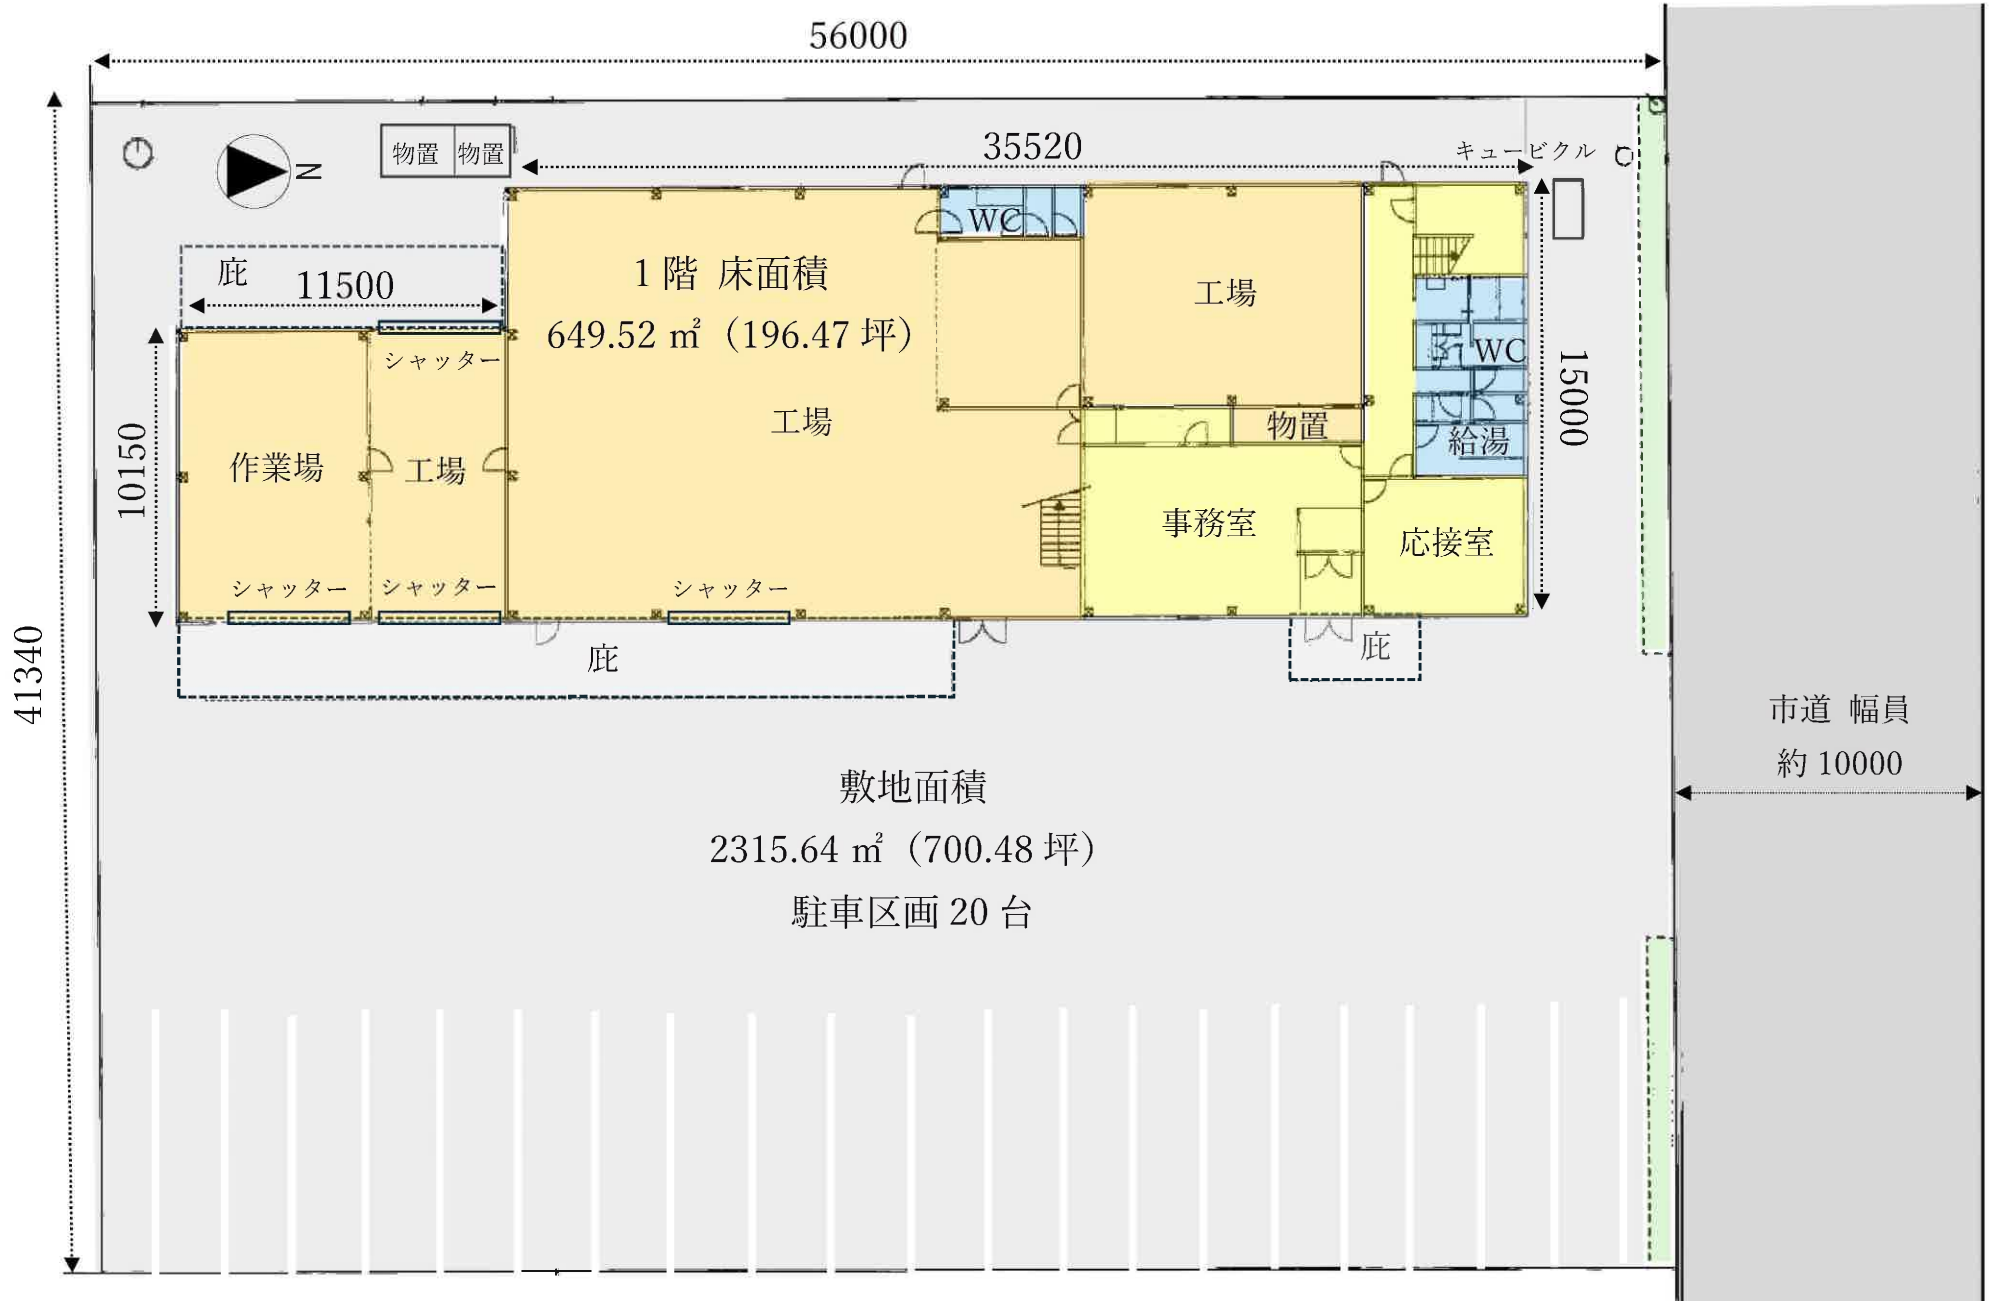 56000
35520
キュービクル
N
物置 物置
WC
庇
11500
1階 床面積
649.52 ㎡（196.47 坪）
工場
シャッター
WC
15000
工場
物置
給湯
10150
作業場
工場
事務室
応接室
シャッター
シャッター
シャッター
庇
庇
41340
市道 幅員
約 10000
敷地面積
2315.64 ㎡（700.48 坪）
駐車区画 20 台